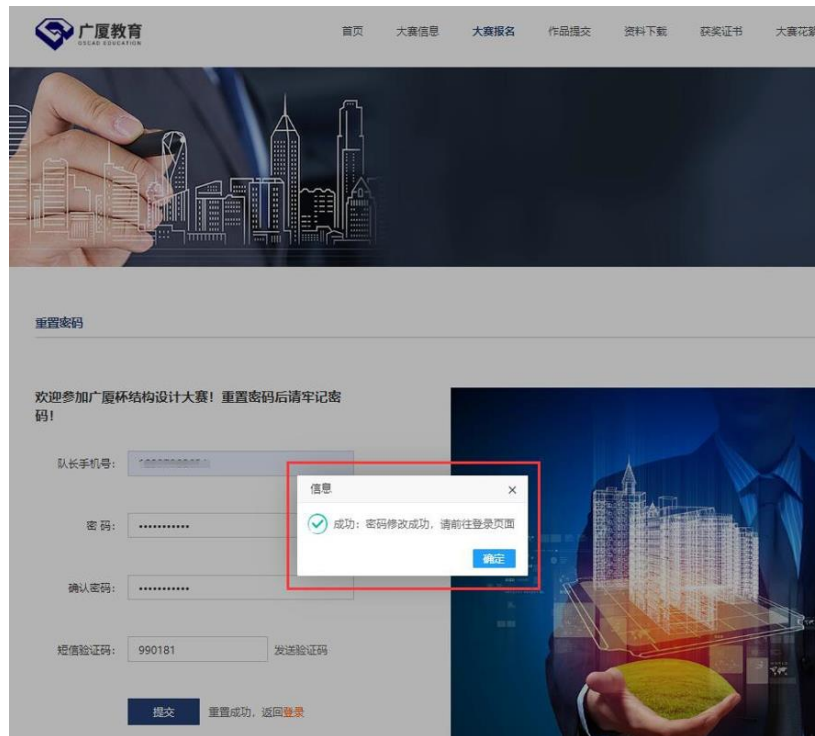 广厦教育
GSCAD EDUCATION
首页 大赛信息 大赛报名 作品提交 资料下载 获奖证书 大赛花絮
重置密码
欢迎参加广厦杯结构设计大赛！重置密码后请牢记密
码！
队长手机号：
信息
成功：密码修改成功，请前往登录页面
确定
密 码：
确认密码：
短信验证码： 990181 发送验证码
提交 重置成功，返回登录